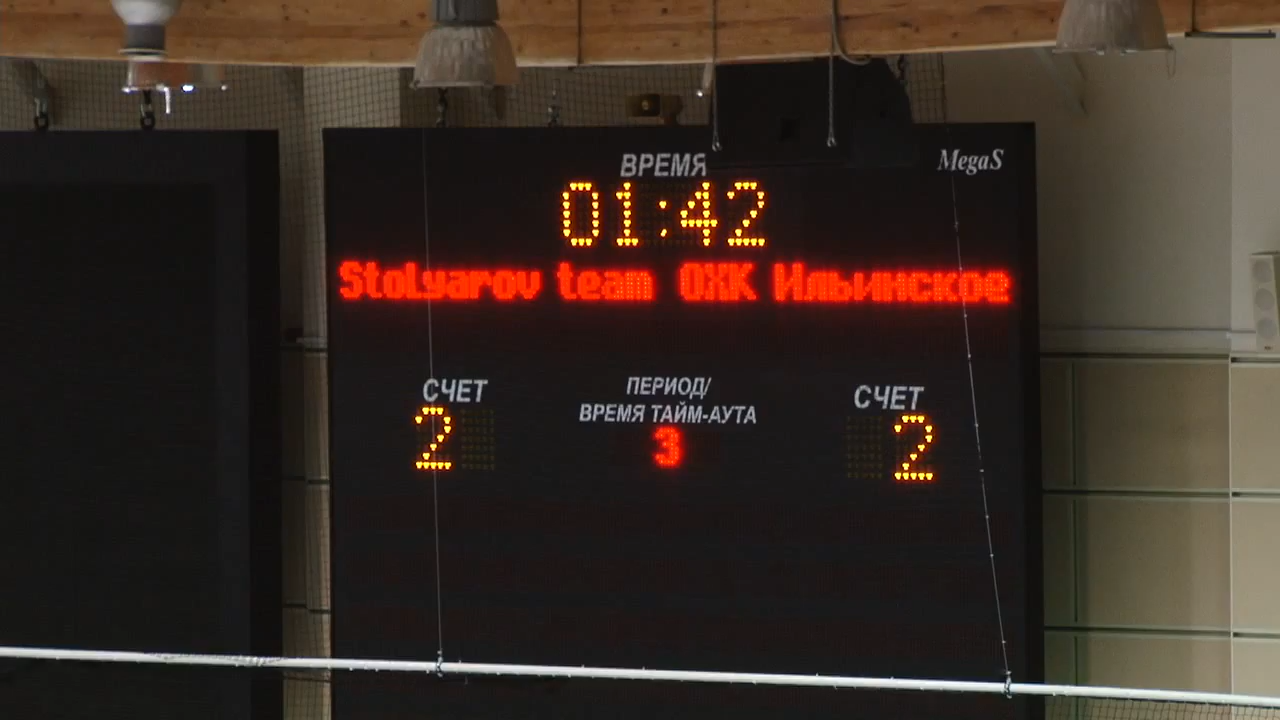 ВРЕМЯ
MegaS
01:42
Stolyarov team ОХК Ильинское
СЧЕТ
ПЕРИОД/
ВРЕМЯ ТАЙМ-АУТА
СЧЕТ
2
3
2